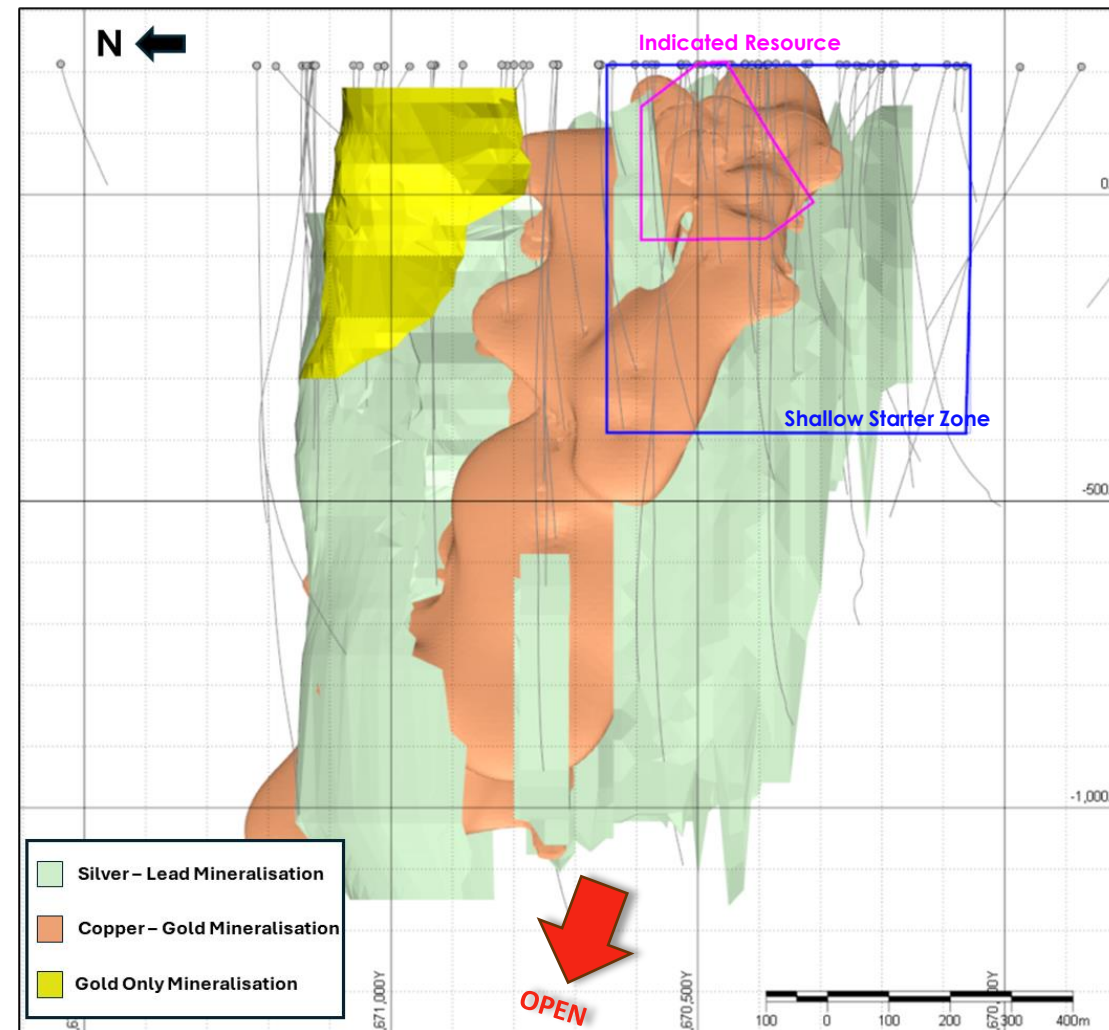 N
Indicated Resource
0
Shallow Starter Zone
-500
-1,000
Silver – Lead Mineralisation
Copper – Gold Mineralisation
Gold Only Mineralisation
OPEN
671,000Y
670,500Y
100 0 100 200 300 400m